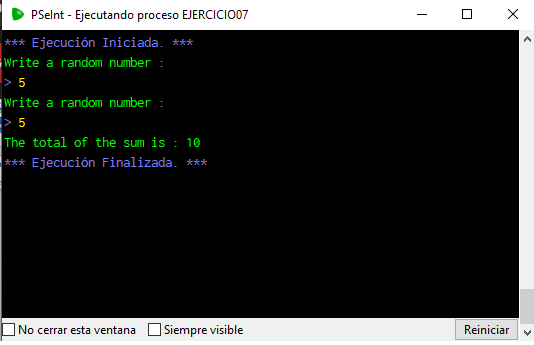 PSeInt - Ejecutando proceso EJERCICIO07
*** Ejecución Iniciada. ***
Write a random number :
> 5
Write a random number :
> 5
The total of the sum is : 10
*** Ejecución Finalizada. ***
No cerrar esta ventana Siempre visible Reiniciar